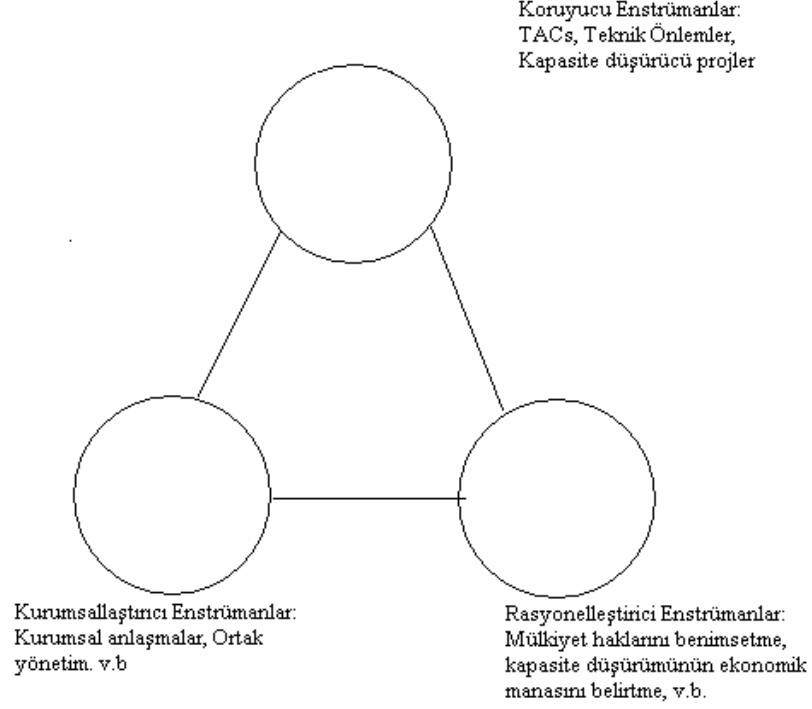 Koruyucu Enstrümanlar:
TACs, Teknik Önlemler,
Kapasite düşürücü projler
Kurumsallaştırıcı Enstrümanlar:
Kurumsal anlaşmalar, Ortak
yönetim. v.b
Rasyonelleştirici Enstrümanlar:
Mülkiyet haklarını benimsetme,
kapasite düşürümünün ekonomik
manasını belirtme, v.b.